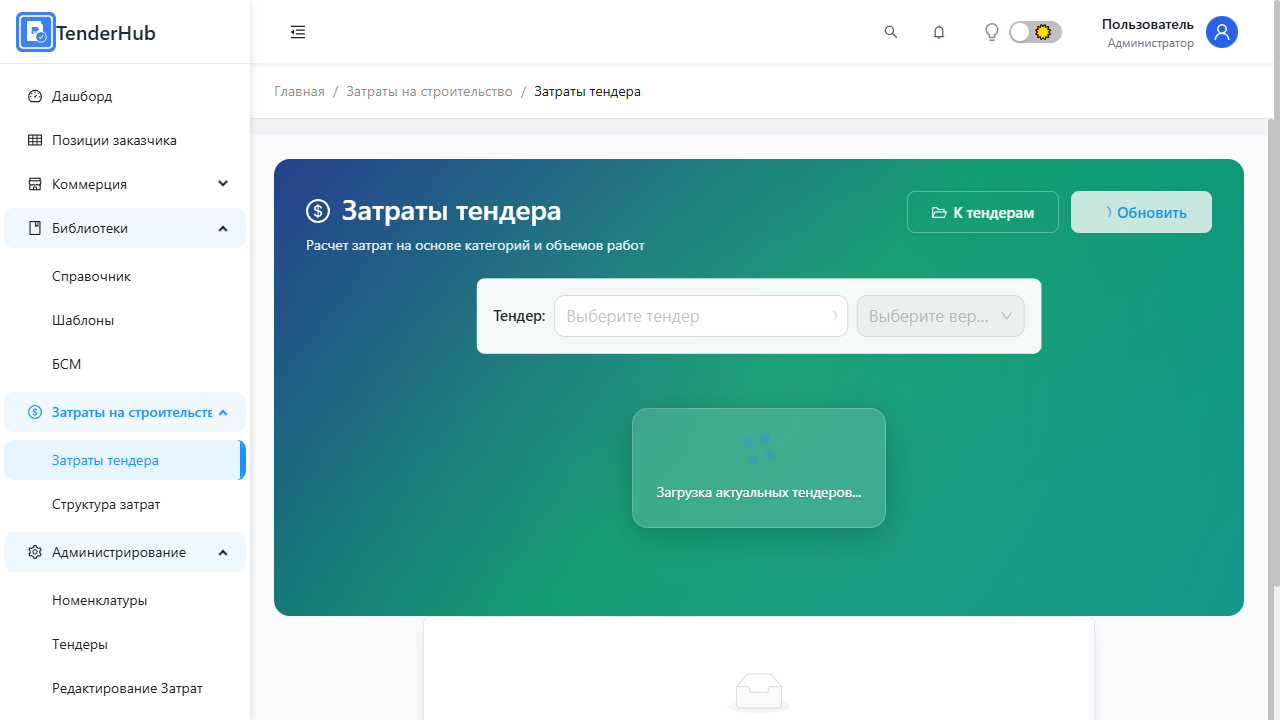 TenderHub
Пользователь
Администратор
Дашборд
Позиции заказчика
Коммерция
Библиотеки
Справочник
Шаблоны
БСМ
Затраты на строительств
Затраты тендера
Структура затрат
Администрирование
Номенклатуры
Тендеры
Редактирование Затрат
Главная / Затраты на строительство / Затраты тендера
Затраты тендера
Расчет затрат на основе категорий и объемов работ
К тендерам
Обновить
Тендер: Выберите тендер Выберите вер...
Загрузка актуальных тендеров...